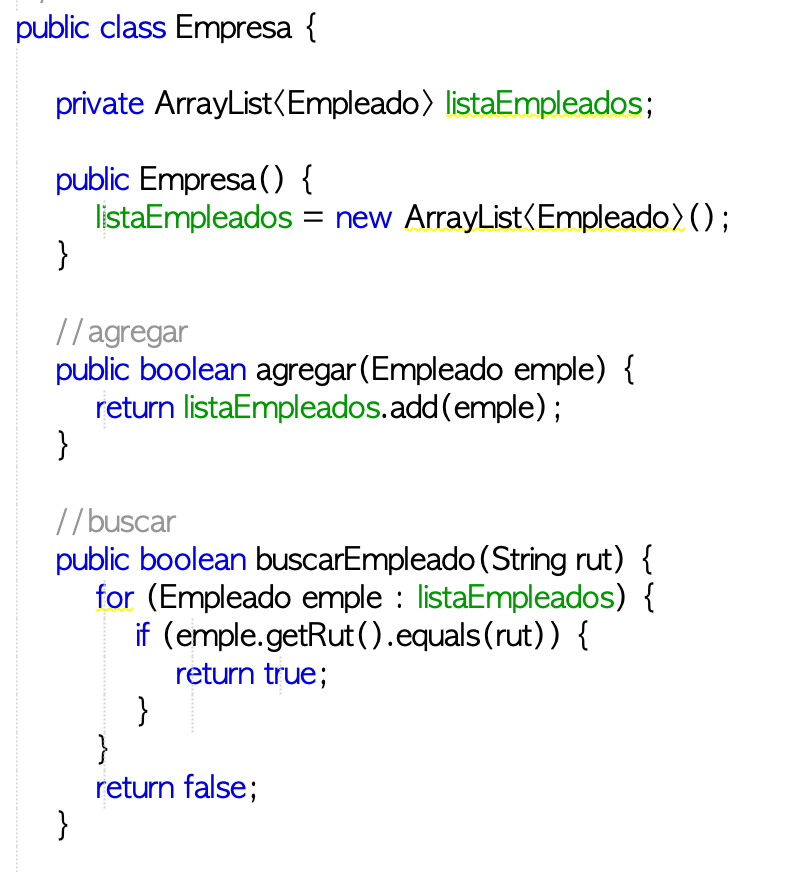 public class Empresa {
private ArrayList<Empleado> listaEmpleados;
public Empresa() {
listaEmpleados = new ArrayList<Empleado>();
}
//agregar
public boolean agregar(Empleado emple) {
return listaEmpleados.add(emple);
}
//buscar
public boolean buscarEmpleado(String rut) {
for (Empleado emple : listaEmpleados) {
if (emple.getRut().equals(rut)) {
return true;
}
}
return false;
}